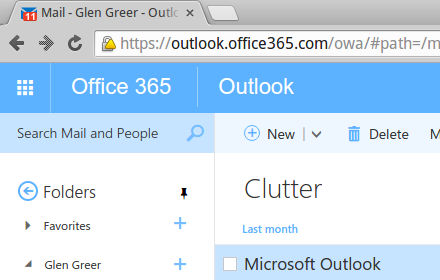 11
Mail - Glen Greer - Outlo
https://outlook.office365.com/owa/#path=/m
Office 365 Outlook
Search Mail and People
New Delete M
Folders
Clutter
Favorites
Last month
Glen Greer
Microsoft Outlook